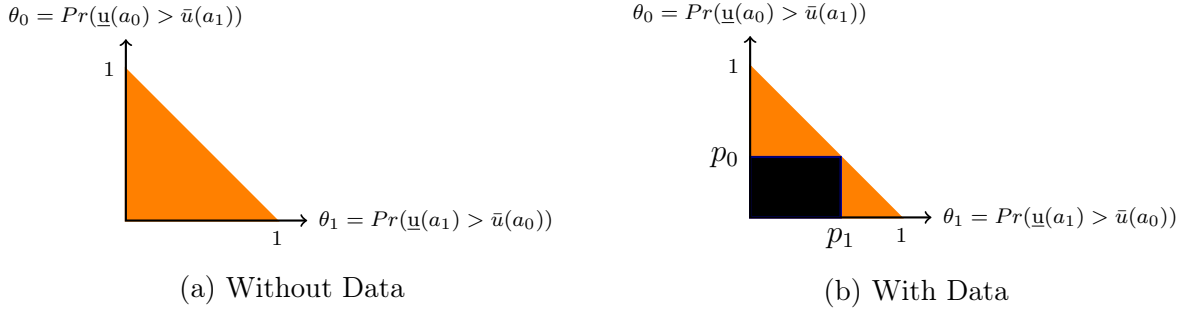 θ₀ = Pr(u̲(a₀) > ū(a₁))
1
1
θ₁ = Pr(u̲(a₁) > ū(a₀))
(a) Without Data
θ₀ = Pr(u̲(a₀) > ū(a₁))
1
p₀
p₁
1
θ₁ = Pr(u̲(a₁) > ū(a₀))
(b) With Data